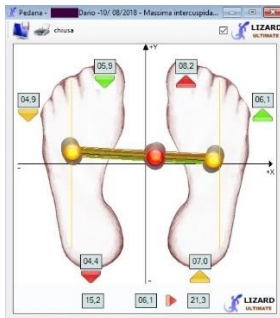 Pedana - Dario -10/ 08/2018 - Massima intercuspida...
chiusa
LIZARD
ULTIMATE
+Y
05,9
08,2
04,9
06,1
-
+X
04,4
07,0
-
15,2
06,1
21,3
LIZARD
ULTIMATE